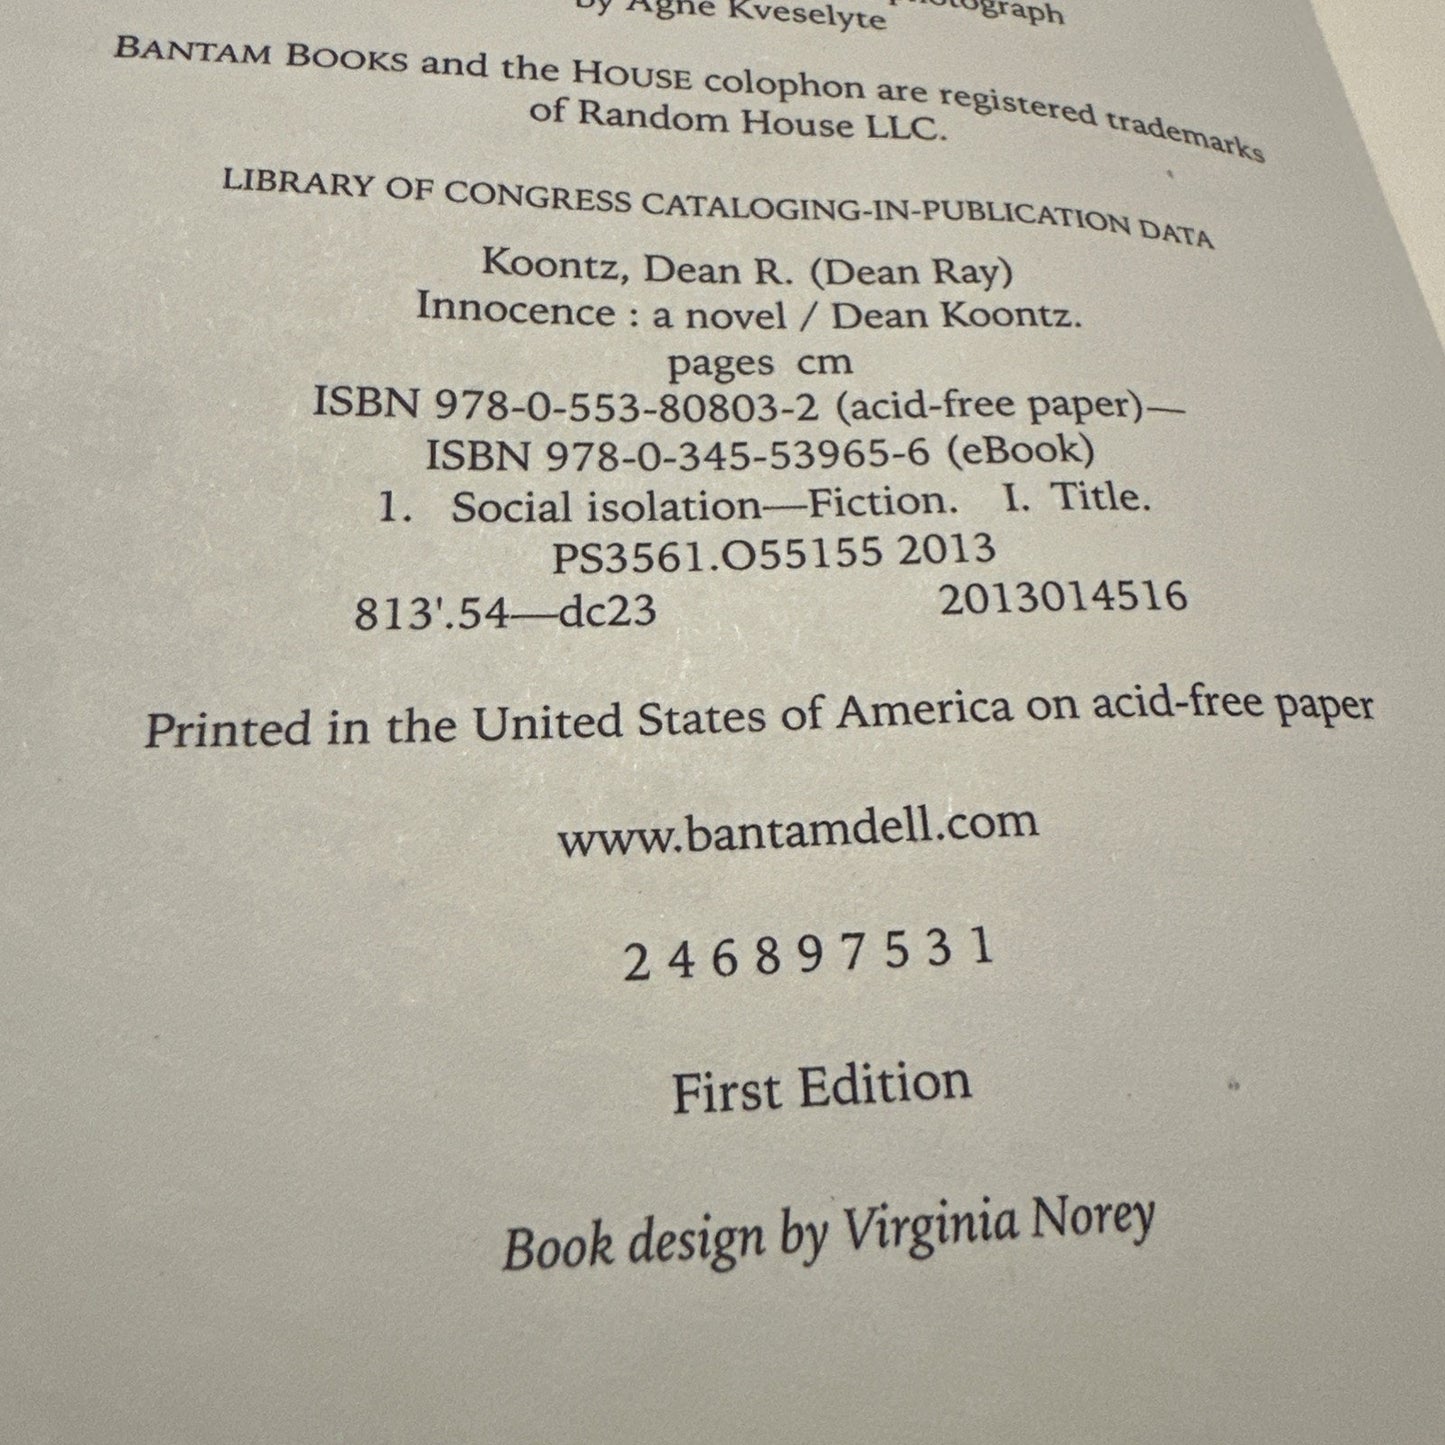 by Agne Kveselyte
photograph
BANTAM BOOKS and the HOUSE colophon are registered trademarks
of Random House LLC.
LIBRARY OF CONGRESS CATALOGING-IN-PUBLICATION DATA
Koontz, Dean R. (Dean Ray)
Innocence : a novel / Dean Koontz.
pages cm
ISBN 978-0-553-80803-2 (acid-free paper)—
ISBN 978-0-345-53965-6 (eBook)
1. Social isolation—Fiction. I. Title.
PS3561.O55155 2013
813'.54—dc23 2013014516
Printed in the United States of America on acid-free paper
www.bantamdell.com
2 4 6 8 9 7 5 3 1
First Edition
Book design by Virginia Norey